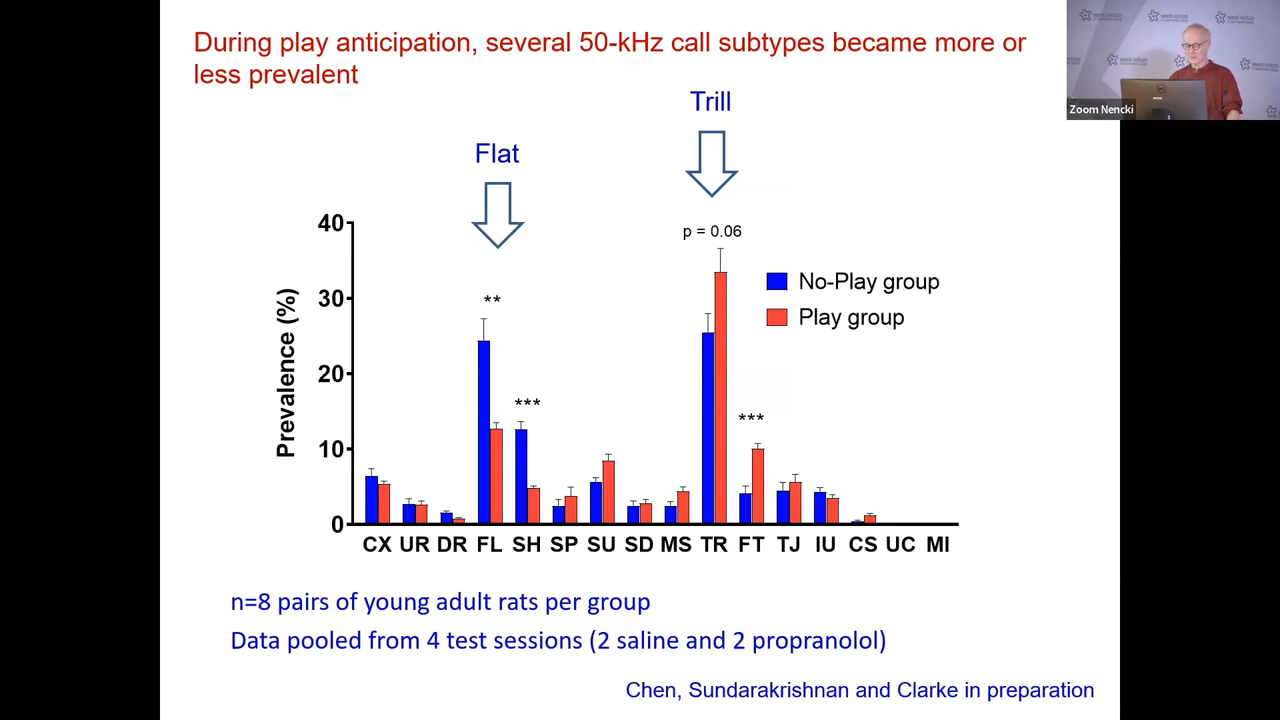 During play anticipation, several 50-kHz call subtypes became more or
less prevalent
Zoom Nencki
Trill
Flat
p = 0.06
**
***
***
No-Play group
Play group
Prevalence (%)
40
30
20
10
0
CX UR DR FL SH SP SU SD MS TR FT TJ IU CS UC MI
n=8 pairs of young adult rats per group
Data pooled from 4 test sessions (2 saline and 2 propranolol)
Chen, Sundarakrishnan and Clarke in preparation